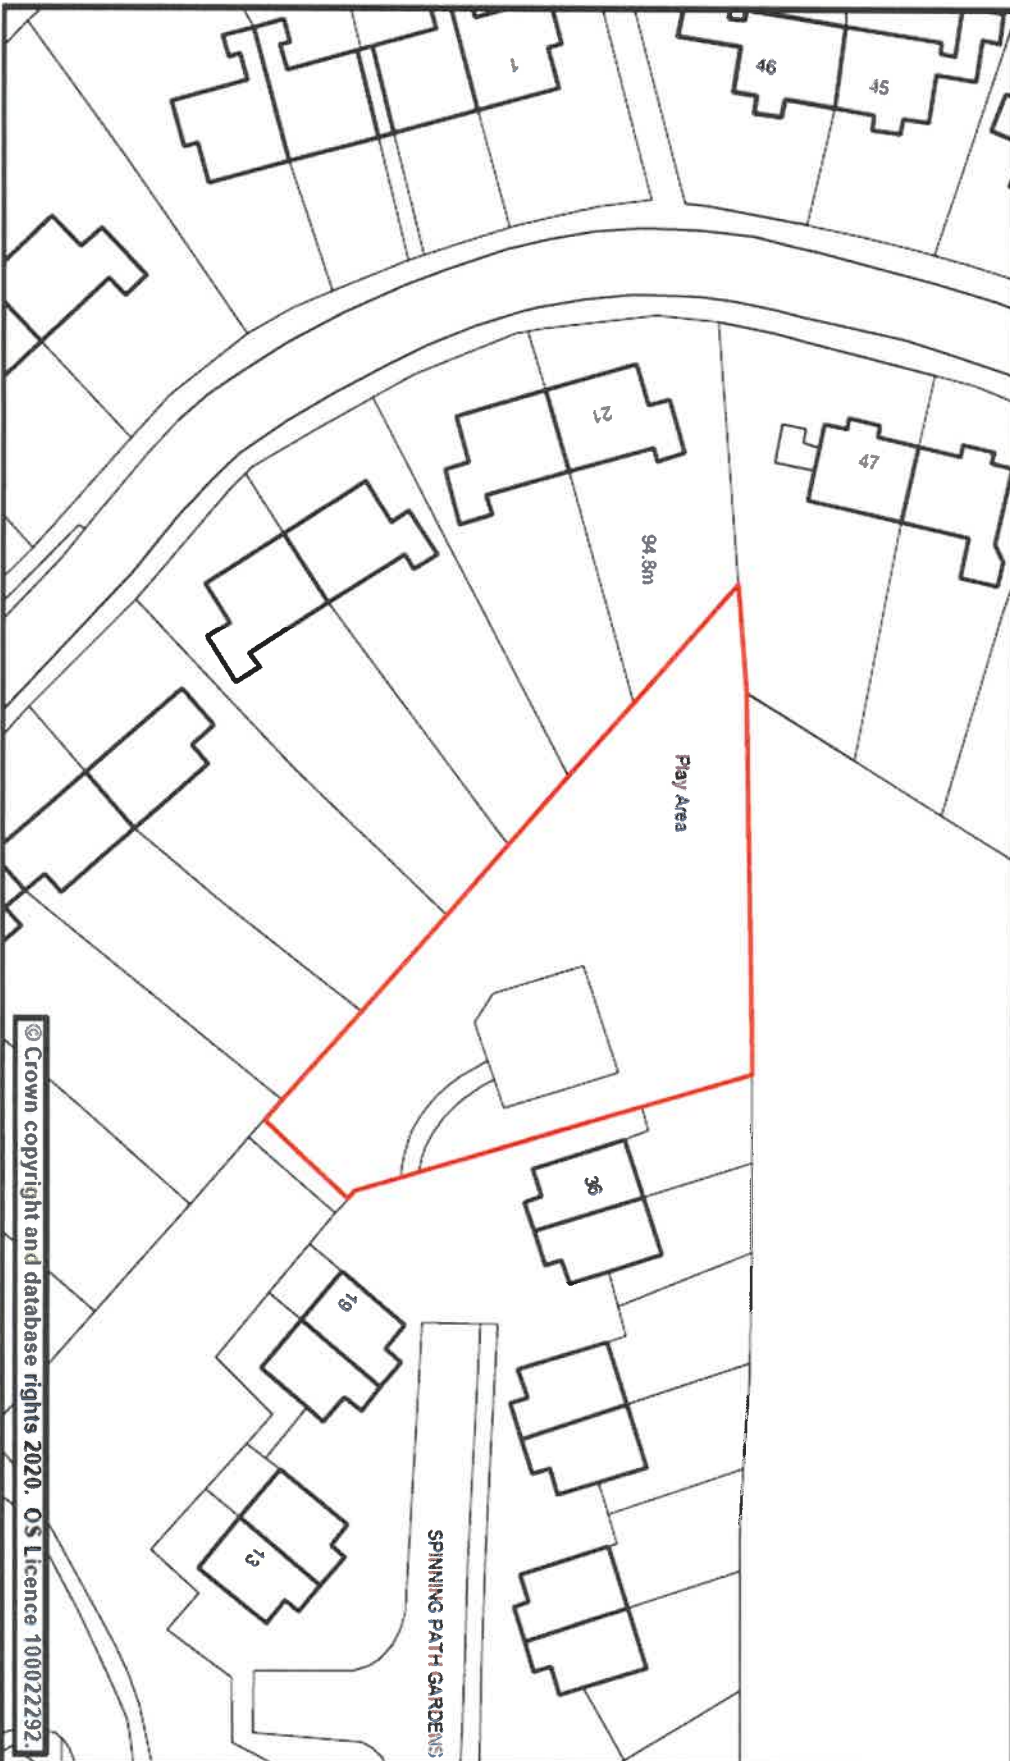 1
46
45
21
47
94.8m
Play Area
36
19
13
SPINNING PATH GARDENS
© Crown copyright and database rights 2020. OS Licence 100022292.